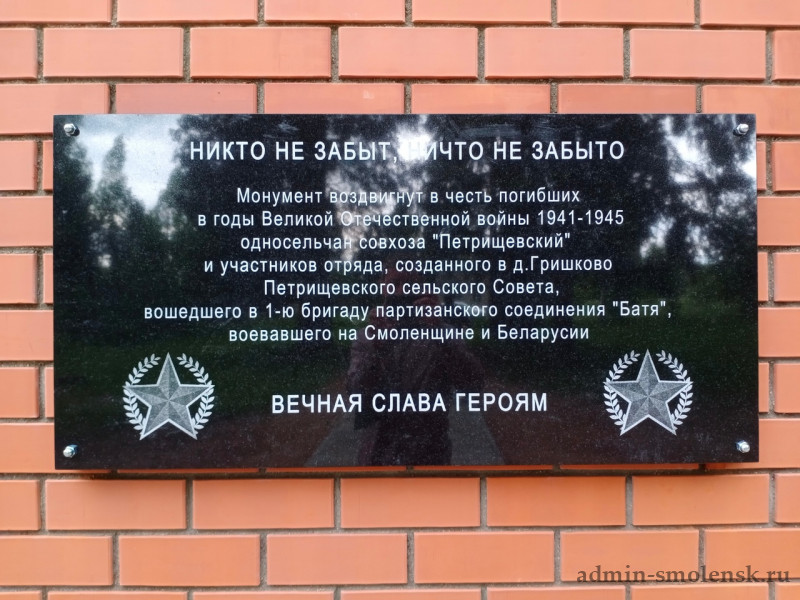 НИКТО НЕ ЗАБЫТ, НИЧТО НЕ ЗАБЫТО
Монумент воздвигнут в честь погибших
в годы Великой Отечественной войны 1941-1945
односельчан совхоза "Петрищевский"
и участников отряда, созданного в д.Гришково
Петрищевского сельского Совета,
вошедшего в 1-ю бригаду партизанского соединения "Батя",
воевавшего на Смоленщине и Беларусии
ВЕЧНАЯ СЛАВА ГЕРОЯМ
admin-smolensk.ru